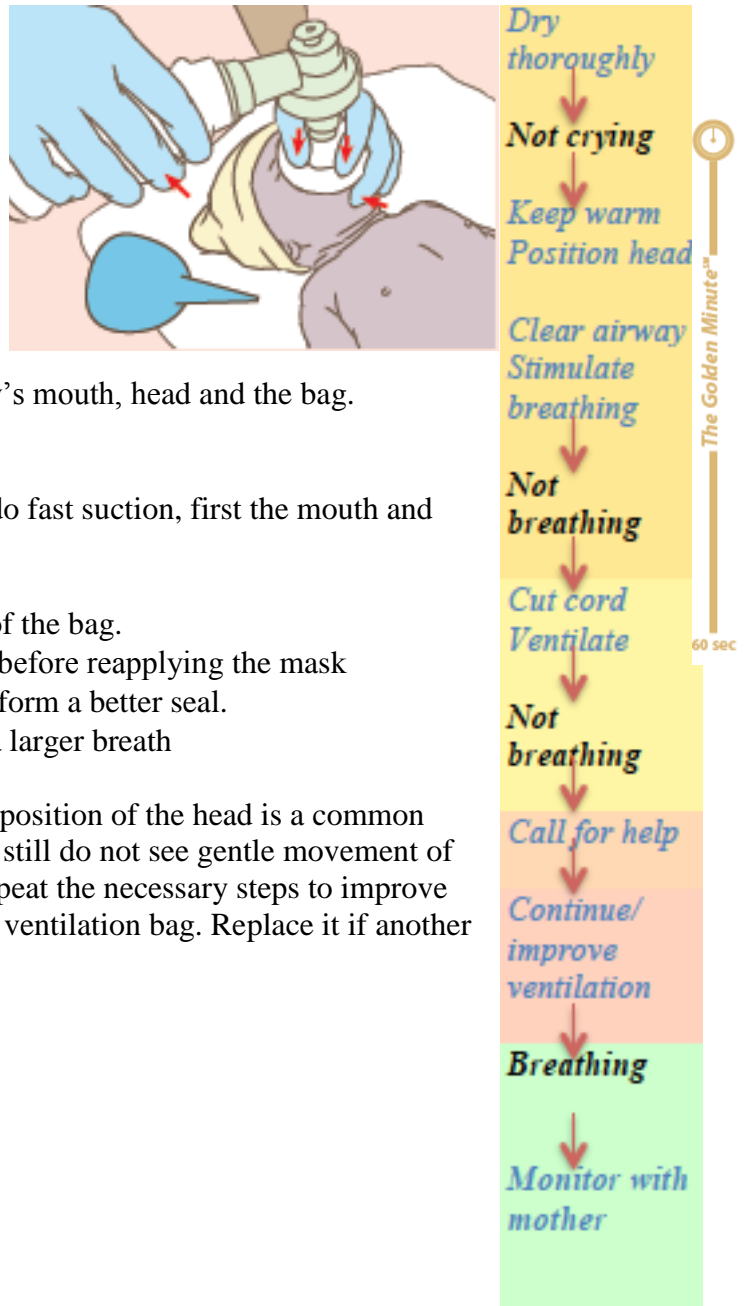 y’s mouth, head and the bag.
do fast suction, first the mouth and
of the bag.
before reapplying the mask
form a better seal.
a larger breath
position of the head is a common
still do not see gentle movement of
peat the necessary steps to improve
ventilation bag. Replace it if another
Dry
thoroughly
Not crying
Keep warm
Position head
Clear airway
Stimulate
breathing
Not
breathing
Cut cord
Ventilate
Not
breathing
Call for help
Continue/
improve
ventilation
Breathing
Monitor with
mother
The Golden Minute℠
60 sec